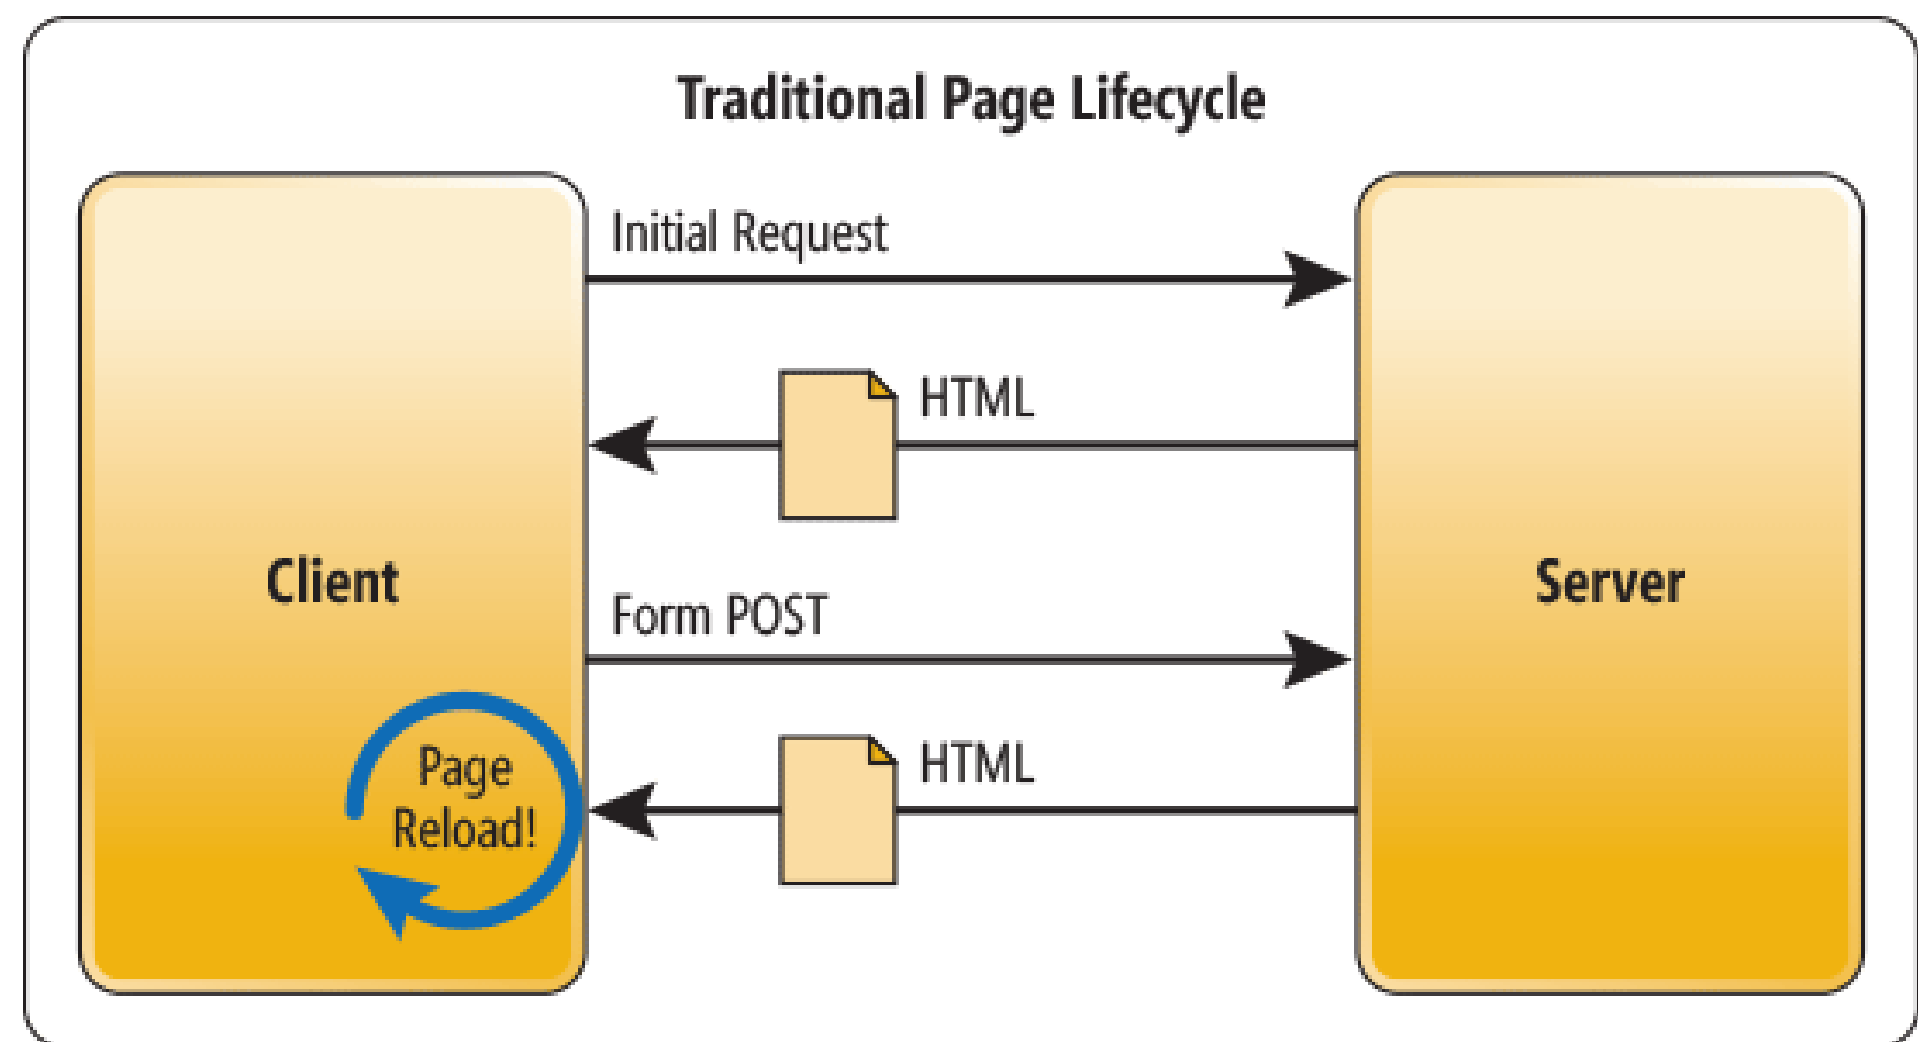 Traditional Page Lifecycle
Initial Request
HTML
Client
Server
Form POST
Page
Reload!
HTML